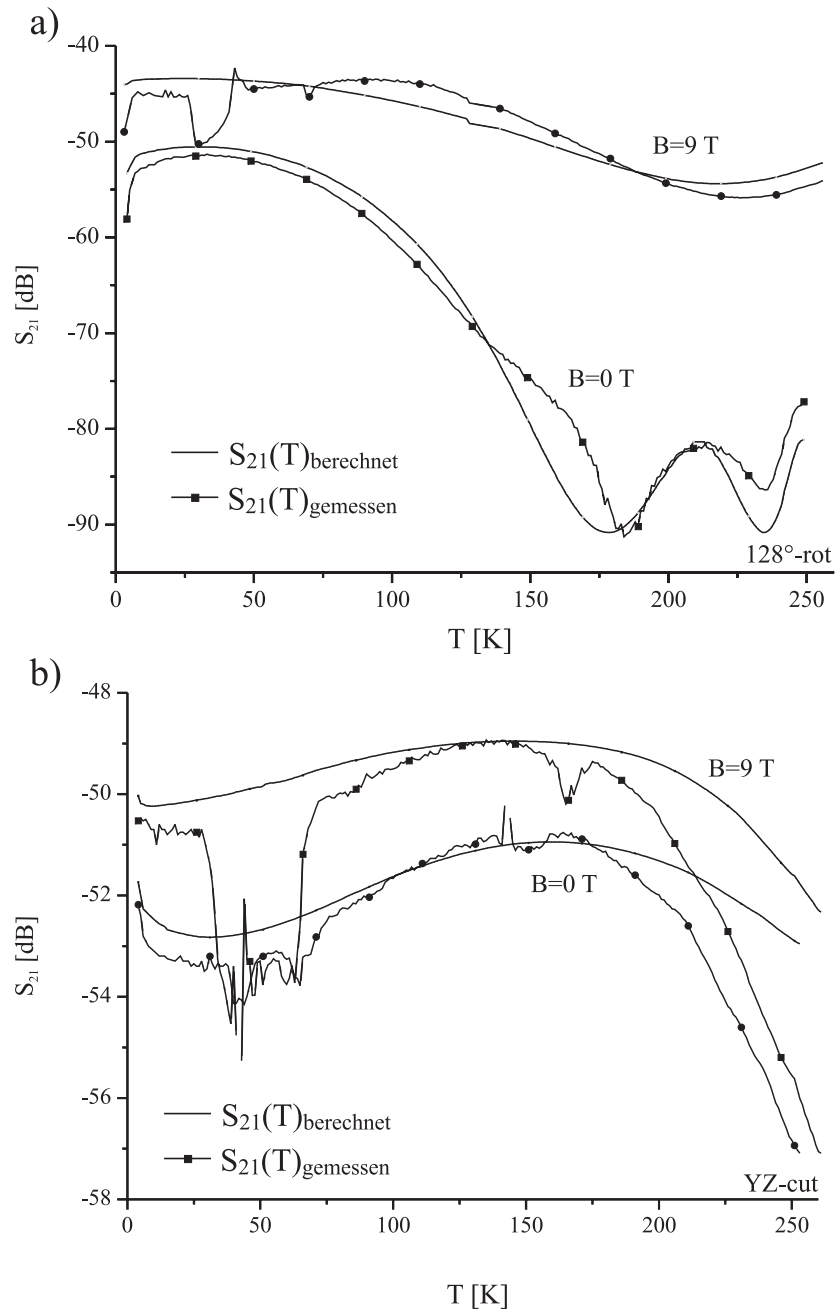 a)
-40
-50
-60
-70
-80
-90
S21 [dB]
B=9 T
B=0 T
S21(T)berechnet
S21(T)gemessen
128°-rot
0 50 100 150 200 250
T [K]
b)
-48
-50
-52
-54
-56
-58
S21 [dB]
B=9 T
B=0 T
S21(T)berechnet
S21(T)gemessen
YZ-cut
0 50 100 150 200 250
T [K]